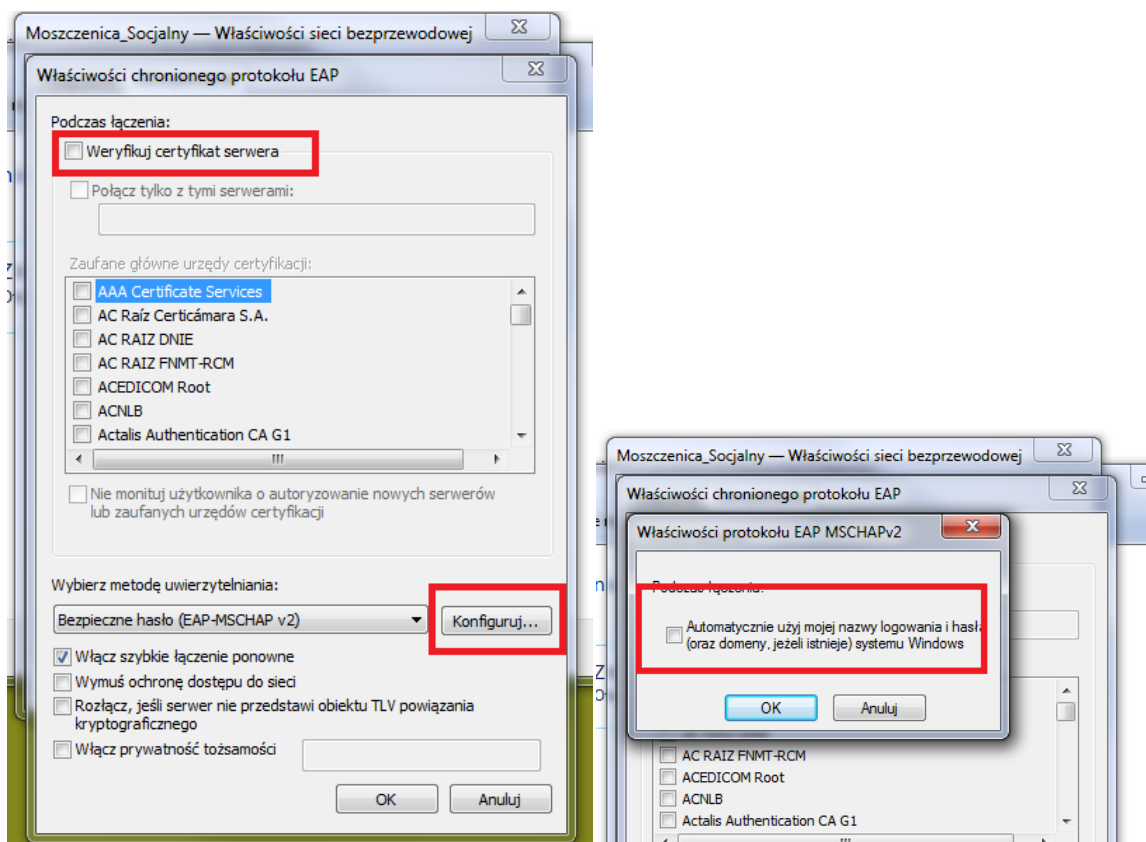 Moszczenica_Socjalny — Właściwości sieci bezprzewodowej
Właściwości chronionego protokołu EAP
Podczas łączenia:
Weryfikuj certyfikat serwera
Połącz tylko z tymi serwerami:
Zaufane główne urzędy certyfikacji:
AAA Certificate Services
AC Raíz Certicámara S.A.
AC RAIZ DNIE
AC RAIZ FNMT-RCM
ACEDICOM Root
ACNLB
Actalis Authentication CA G1
Nie monituj użytkownika o autoryzowanie nowych serwerów
lub zaufanych urzędów certyfikacji
Wybierz metodę uwierzytelniania:
Bezpieczne hasło (EAP-MSCHAP v2)
Konfiguruj...
Włącz szybkie łączenie ponowne
Wymuś ochronę dostępu do sieci
Rozłącz, jeśli serwer nie przedstawi obiektu TLV powiązania
kryptograficznego
Włącz prywatność tożsamości
OK Anuluj
Moszczenica_Socjalny — Właściwości sieci bezprzewodowej
Właściwości chronionego protokołu EAP
Właściwości protokołu EAP MSCHAPv2
Podczas łączenia:
Automatycznie użyj mojej nazwy logowania i hasła
(oraz domeny, jeżeli istnieje) systemu Windows
OK Anuluj
AC RAIZ FNMT-RCM
ACEDICOM Root
ACNLB
Actalis Authentication CA G1